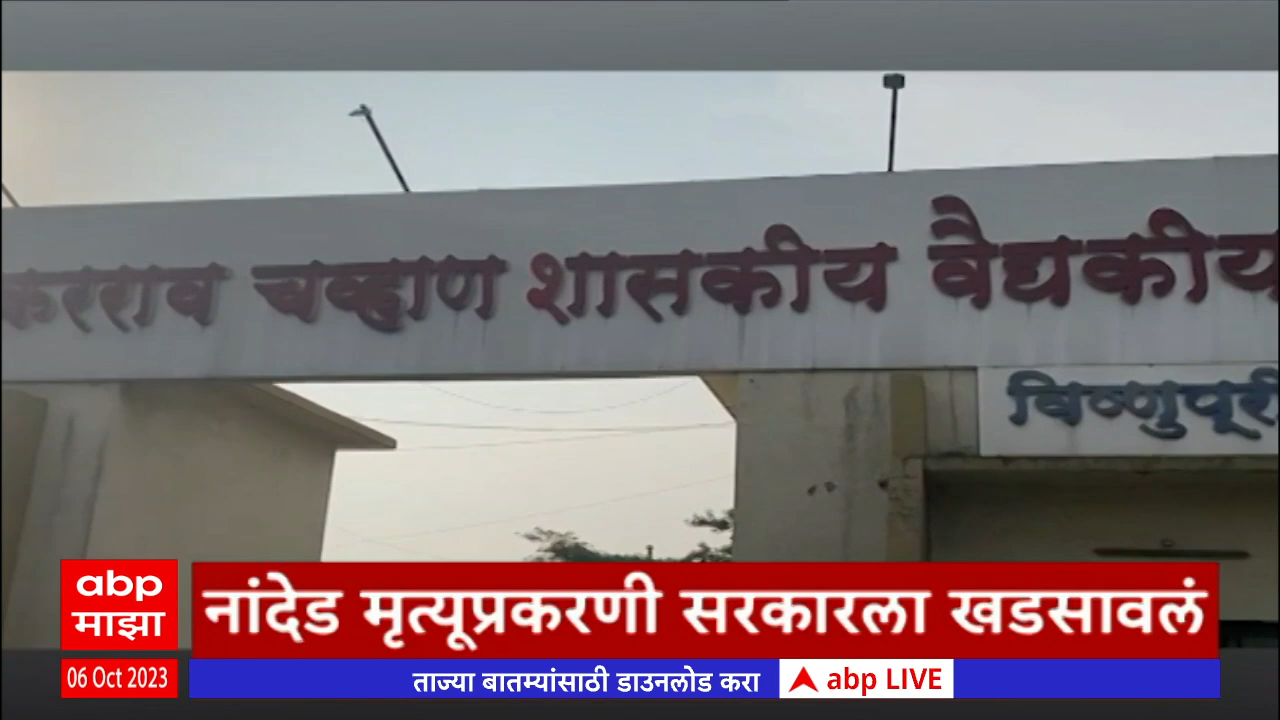 करराव चव्हाण शासकीय वैद्यकीय
विष्णुपूरी
abp
माझा
नांदेड मृत्यूप्रकरणी सरकारला खडसावलं
06 Oct 2023
ताज्या बातम्यांसाठी डाउनलोड करा
abp LIVE